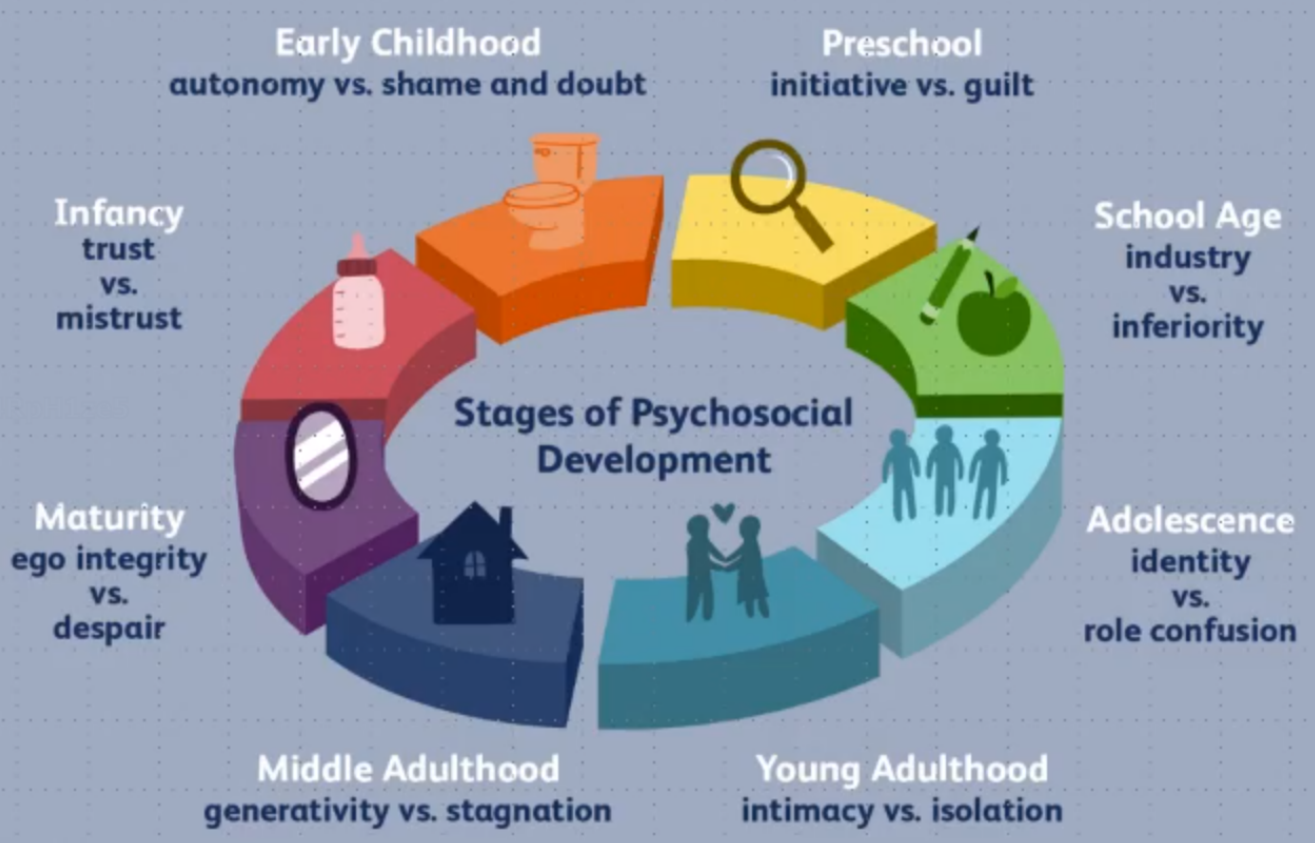 Early Childhood
autonomy vs. shame and doubt
Preschool
initiative vs. guilt
Infancy
trust
vs.
mistrust
School Age
industry
vs.
inferiority
Stages of Psychosocial
Development
Maturity
ego integrity
vs.
despair
Adolescence
identity
vs.
role confusion
Middle Adulthood
generativity vs. stagnation
Young Adulthood
intimacy vs. isolation